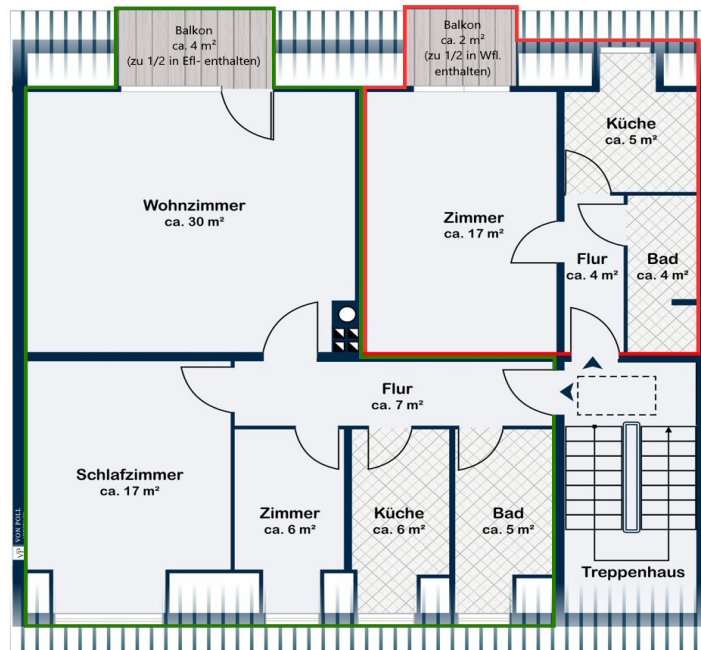 Balkon
ca. 4 m²
(zu 1/2 in Efl- enthalten)
Balkon
ca. 2 m²
(zu 1/2 in Wfl.
enthalten)
Küche
ca. 5 m²
Wohnzimmer
ca. 30 m²
Zimmer
ca. 17 m²
Flur
ca. 4 m²
Bad
ca. 4 m²
Flur
ca. 7 m²
Schlafzimmer
ca. 17 m²
Zimmer
ca. 6 m²
Küche
ca. 6 m²
Bad
ca. 5 m²
Treppenhaus
VP VON POLL